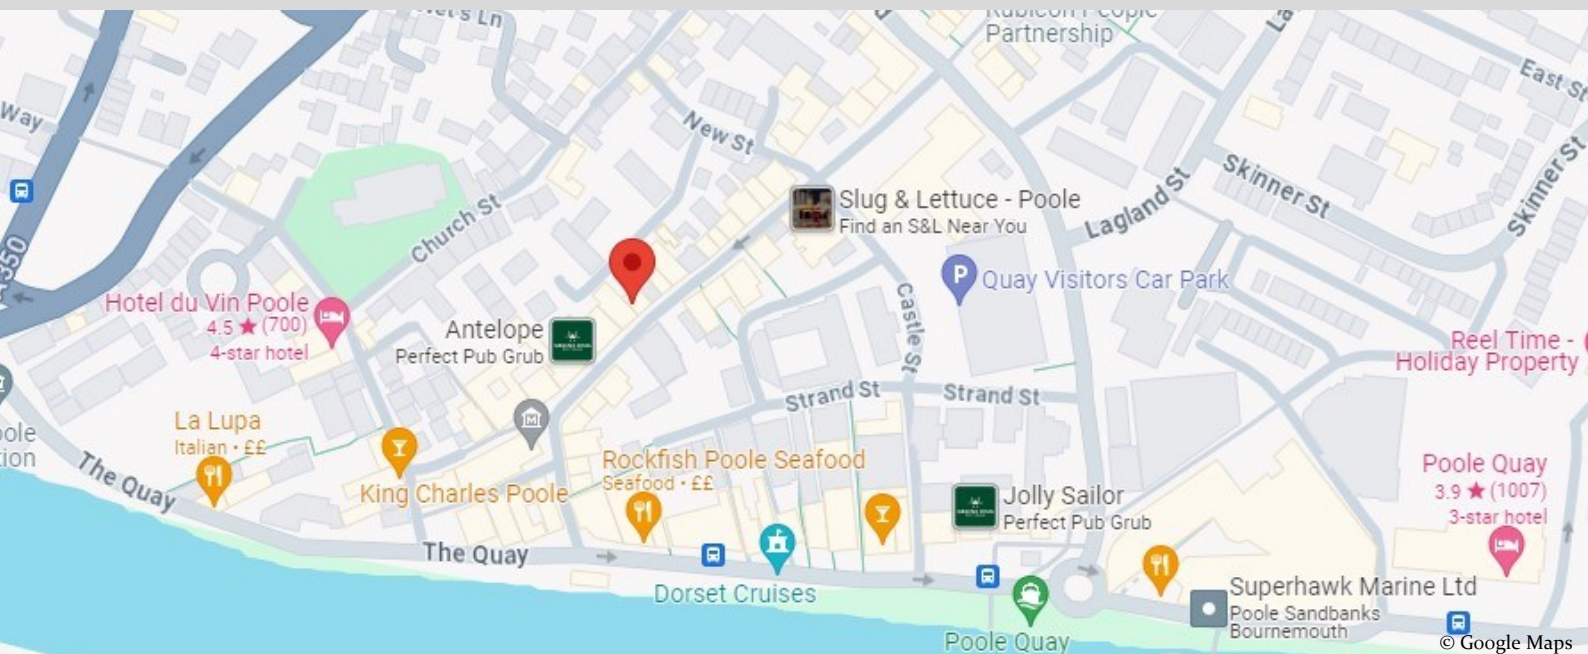 Rubicon People
Partnership
East St
Way
New St
Skinner St
Skinner St
Slug & Lettuce - Poole
Find an S&L Near You
Lagland St
Church St
A350
P
Quay Visitors Car Park
Hotel du Vin Poole
4.5 ★ (700)
4-star hotel
Antelope
Perfect Pub Grub
Castle St
Reel Time -
Holiday Property
Strand St
Strand St
La Lupa
Italian · ££
The Quay
King Charles Poole
Rockfish Poole Seafood
Seafood · ££
Jolly Sailor
Perfect Pub Grub
Poole Quay
3.9 ★ (1007)
3-star hotel
The Quay
Dorset Cruises
Superhawk Marine Ltd
Poole Sandbanks
Bournemouth
Poole Quay
© Google Maps